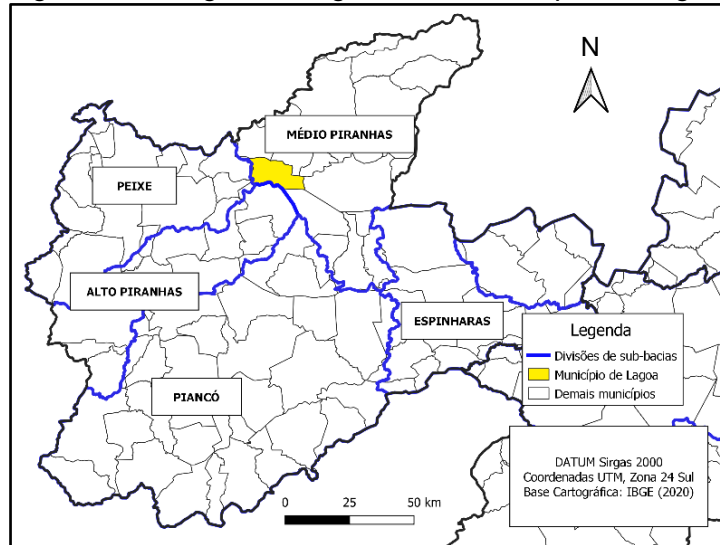 N
MÉDIO PIRANHAS
PEIXE
ALTO PIRANHAS
ESPINHARAS
PIANCÓ
Legenda
Divisões de sub-bacias
Município de Lagoa
Demais municípios
DATUM Sirgas 2000
Coordenadas UTM, Zona 24 Sul
Base Cartográfica: IBGE (2020)
0 25 50 km